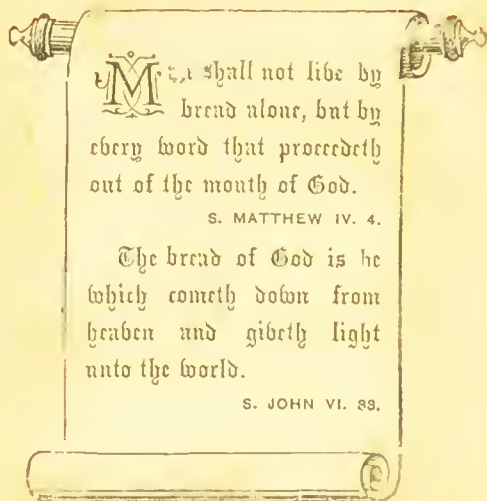 Man shall not live by
bread alone, but by
every word that proceedeth
out of the mouth of God.
S. MATTHEW IV. 4.
The bread of God is he
which cometh down from
heaven and giveth light
unto the world.
S. JOHN VI. 33.